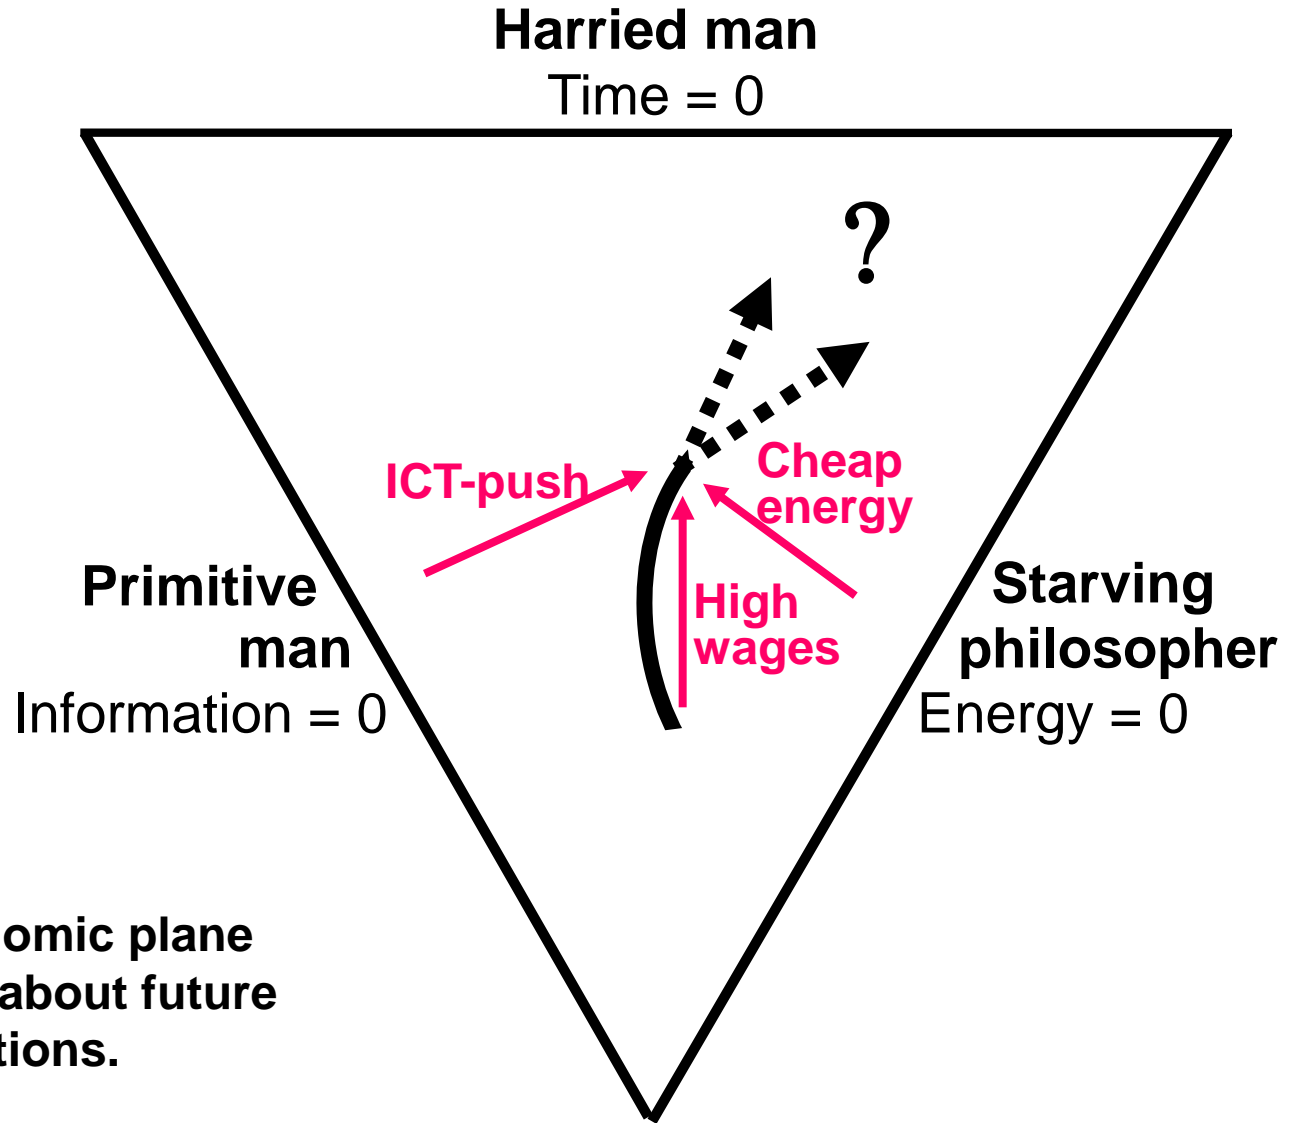 Harried man
Time = 0
?
ICT-push
Cheap
energy
High
wages
Primitive
man
Information = 0
Starving
philosopher
Energy = 0
omic plane
about future
tions.